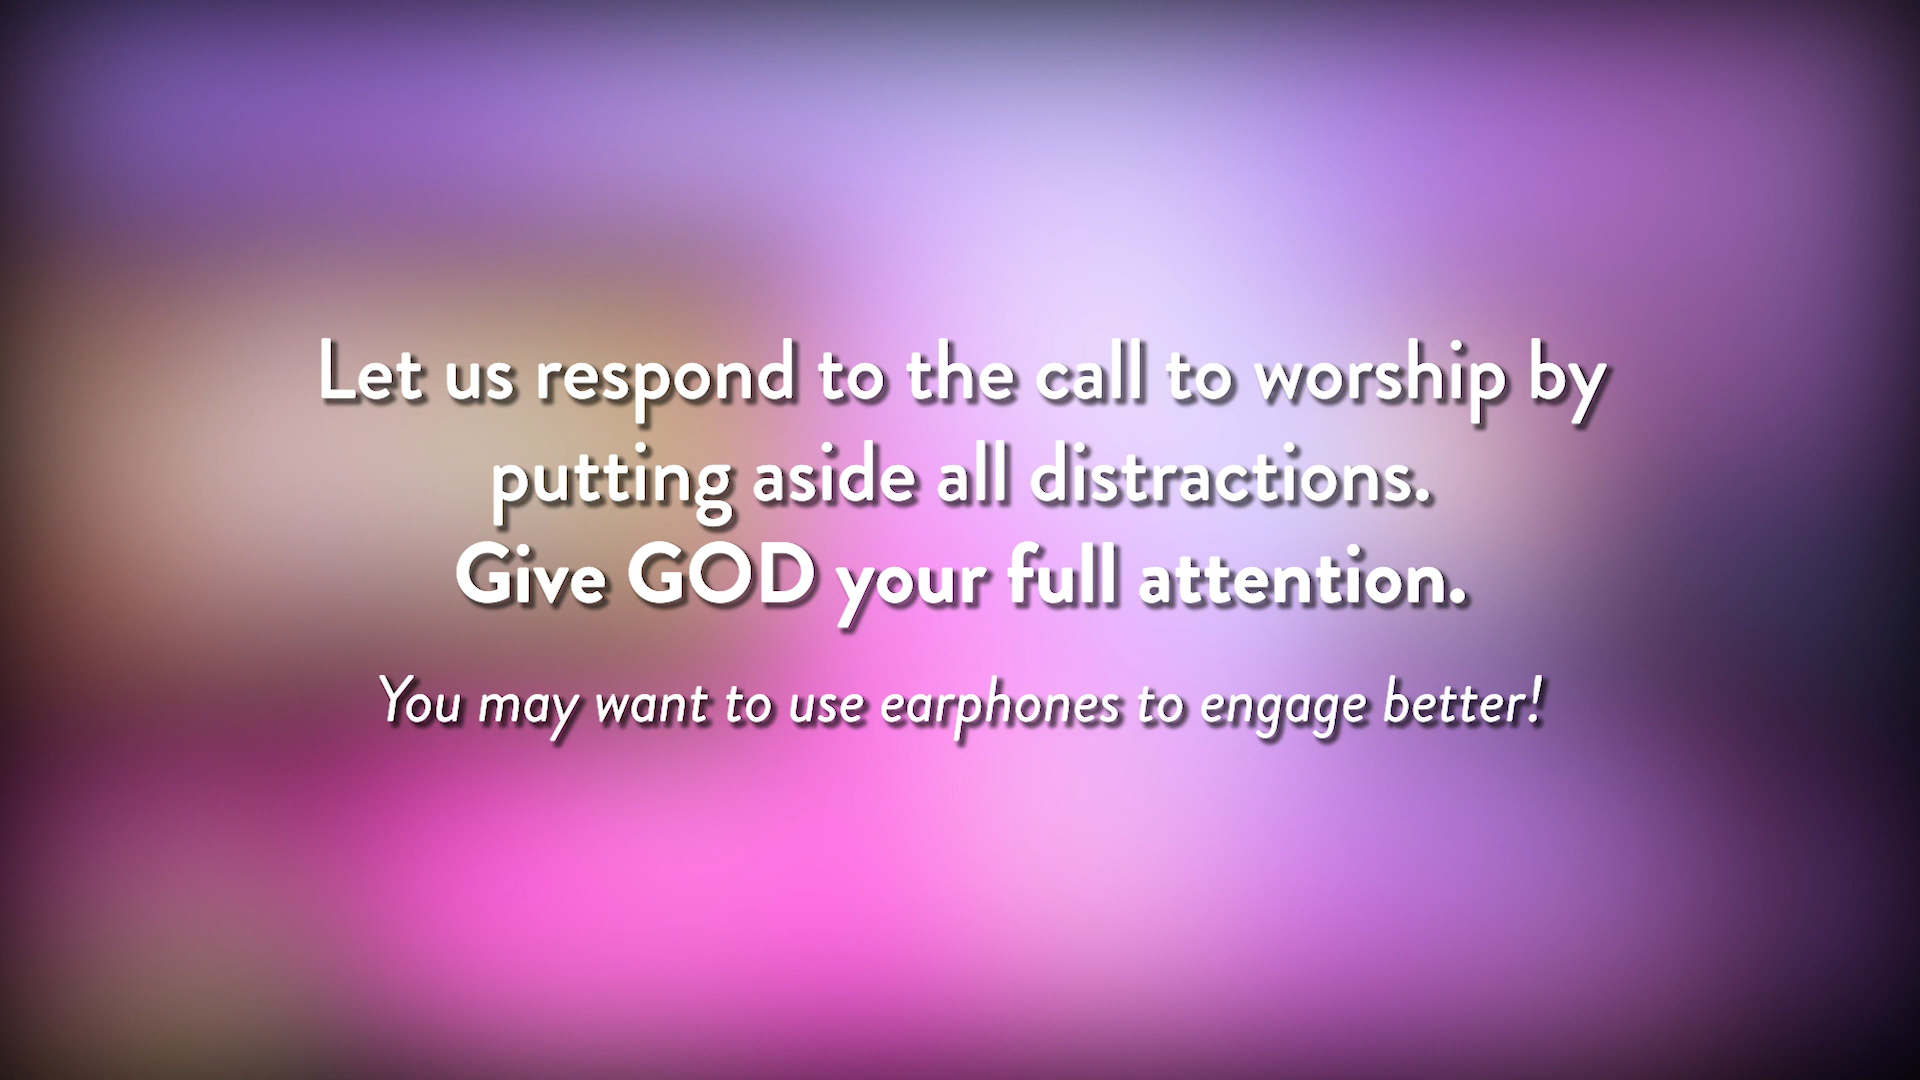 Let us respond to the call to worship by
putting aside all distractions.
Give GOD your full attention.
You may want to use earphones to engage better!